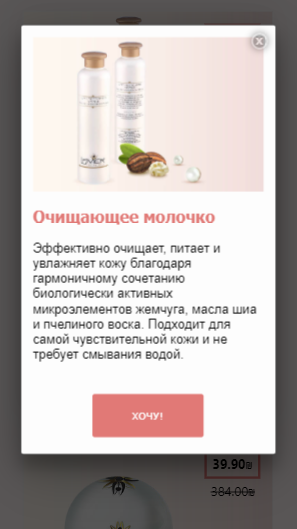 Очищающее молочко
Эффективно очищает, питает и
увлажняет кожу благодаря
гармоничному сочетанию
биологически активных
микроэлементов жемчуга, масла шиа
и пчелиного воска. Подходит для
самой чувствительной кожи и не
требует смывания водой.
ХОЧУ!
39.90₪
384.00₪